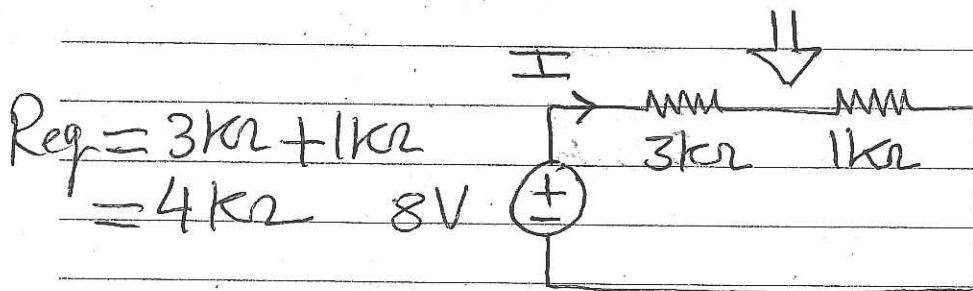 I
Req = 3kΩ + 1kΩ
3kΩ 1kΩ
= 4kΩ 8V
+
-